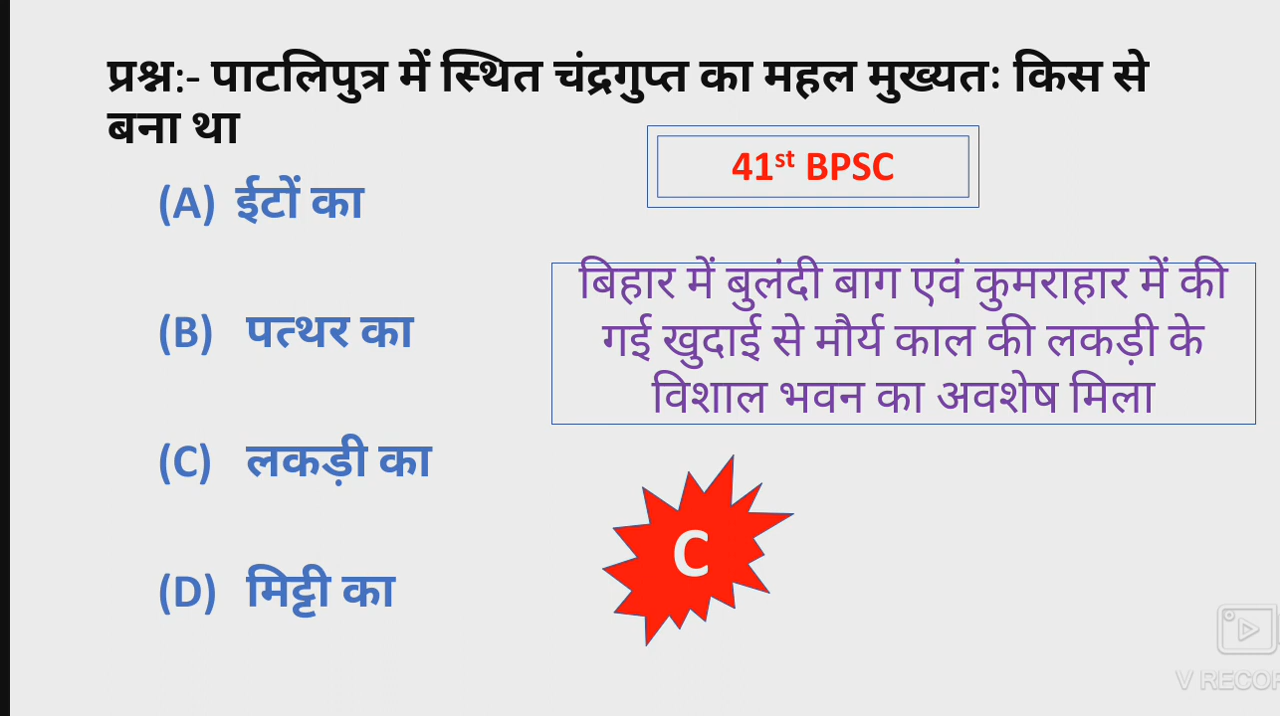 प्रश्न:- पाटलिपुत्र में स्थित चंद्रगुप्त का महल मुख्यतः किस से
बना था
41st BPSC
(A) ईटों का
बिहार में बुलंदी बाग एवं कुमराहार में की
गई खुदाई से मौर्य काल की लकड़ी के
विशाल भवन का अवशेष मिला
(B) पत्थर का
(C) लकड़ी का
C
(D) मिट्टी का
V RECOR